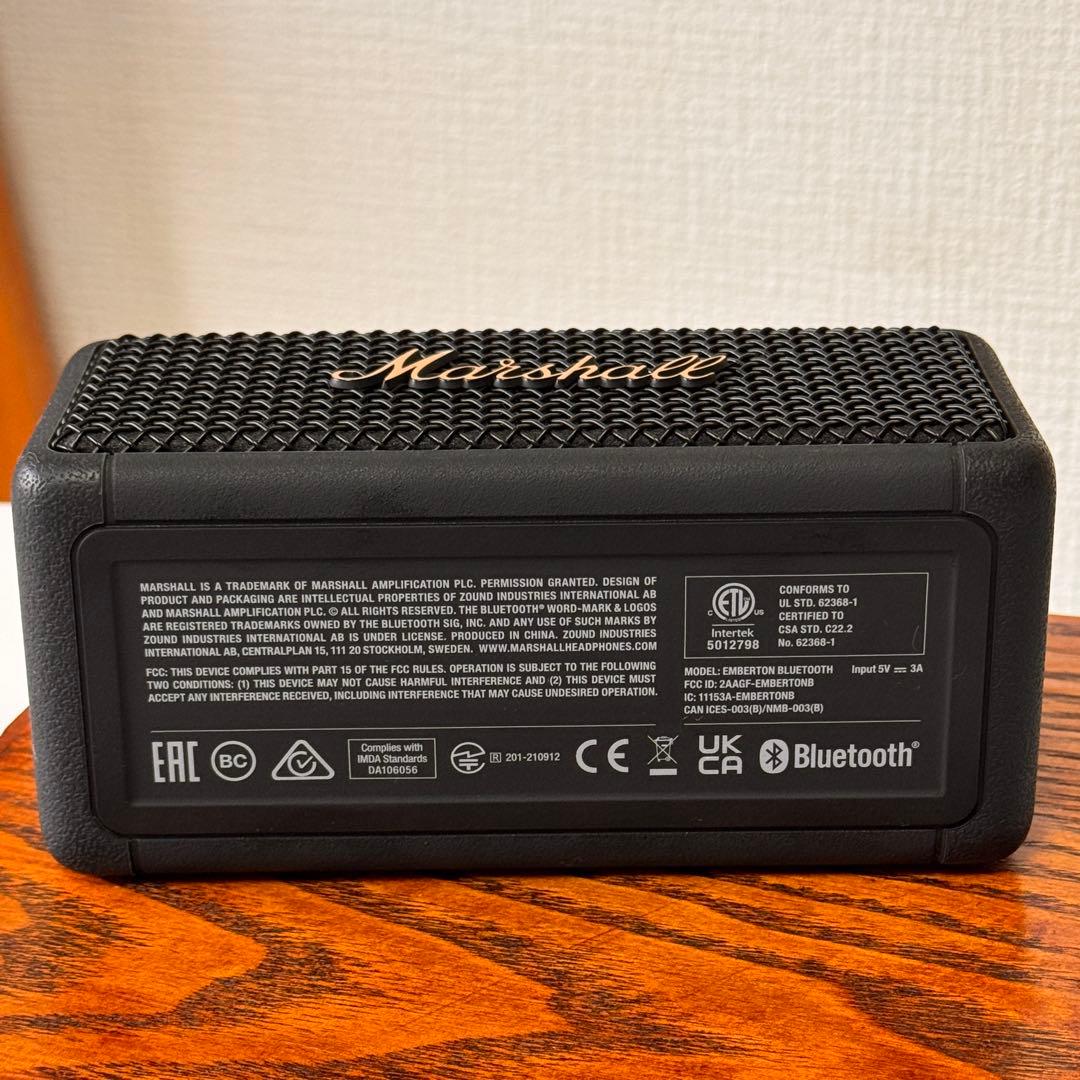 Marshall
MARSHALL IS A TRADEMARK OF MARSHALL AMPLIFICATION PLC. PERMISSION GRANTED. DESIGN OF
PRODUCT AND PACKAGING ARE INTELLECTUAL PROPERTIES OF ZOUND INDUSTRIES INTERNATIONAL AB
AND MARSHALL AMPLIFICATION PLC. © ALL RIGHTS RESERVED. THE BLUETOOTH® WORD-MARK & LOGOS
ARE REGISTERED TRADEMARKS OWNED BY THE BLUETOOTH SIG, INC. AND ANY USE OF SUCH MARKS BY
ZOUND INDUSTRIES INTERNATIONAL AB IS UNDER LICENSE. PRODUCED IN CHINA. ZOUND INDUSTRIES
INTERNATIONAL AB, CENTRALPLAN 15, 111 20 STOCKHOLM, SWEDEN. WWW.MARSHALLHEADPHONES.COM
FCC: THIS DEVICE COMPLIES WITH PART 15 OF THE FCC RULES. OPERATION IS SUBJECT TO THE FOLLOWING
TWO CONDITIONS: (1) THIS DEVICE MAY NOT CAUSE HARMFUL INTERFERENCE AND (2) THIS DEVICE MUST
ACCEPT ANY INTERFERENCE RECEIVED, INCLUDING INTERFERENCE THAT MAY CAUSE UNDESIRED OPERATION.
C ETL US
Intertek
5012798
CONFORMS TO
UL STD. 62368-1
CERTIFIED TO
CSA STD. C22.2
No. 62368-1
MODEL: EMBERTON BLUETOOTH Input 5V ⎓ 3A
FCC ID: 2AAGF-EMBERTONB
IC: 11153A-EMBERTONB
CAN ICES-003(B)/NMB-003(B)
EAC
BC
Complies with
IMDA Standards
DA106056
R 201-210912
CE
UK
CA
Bluetooth®